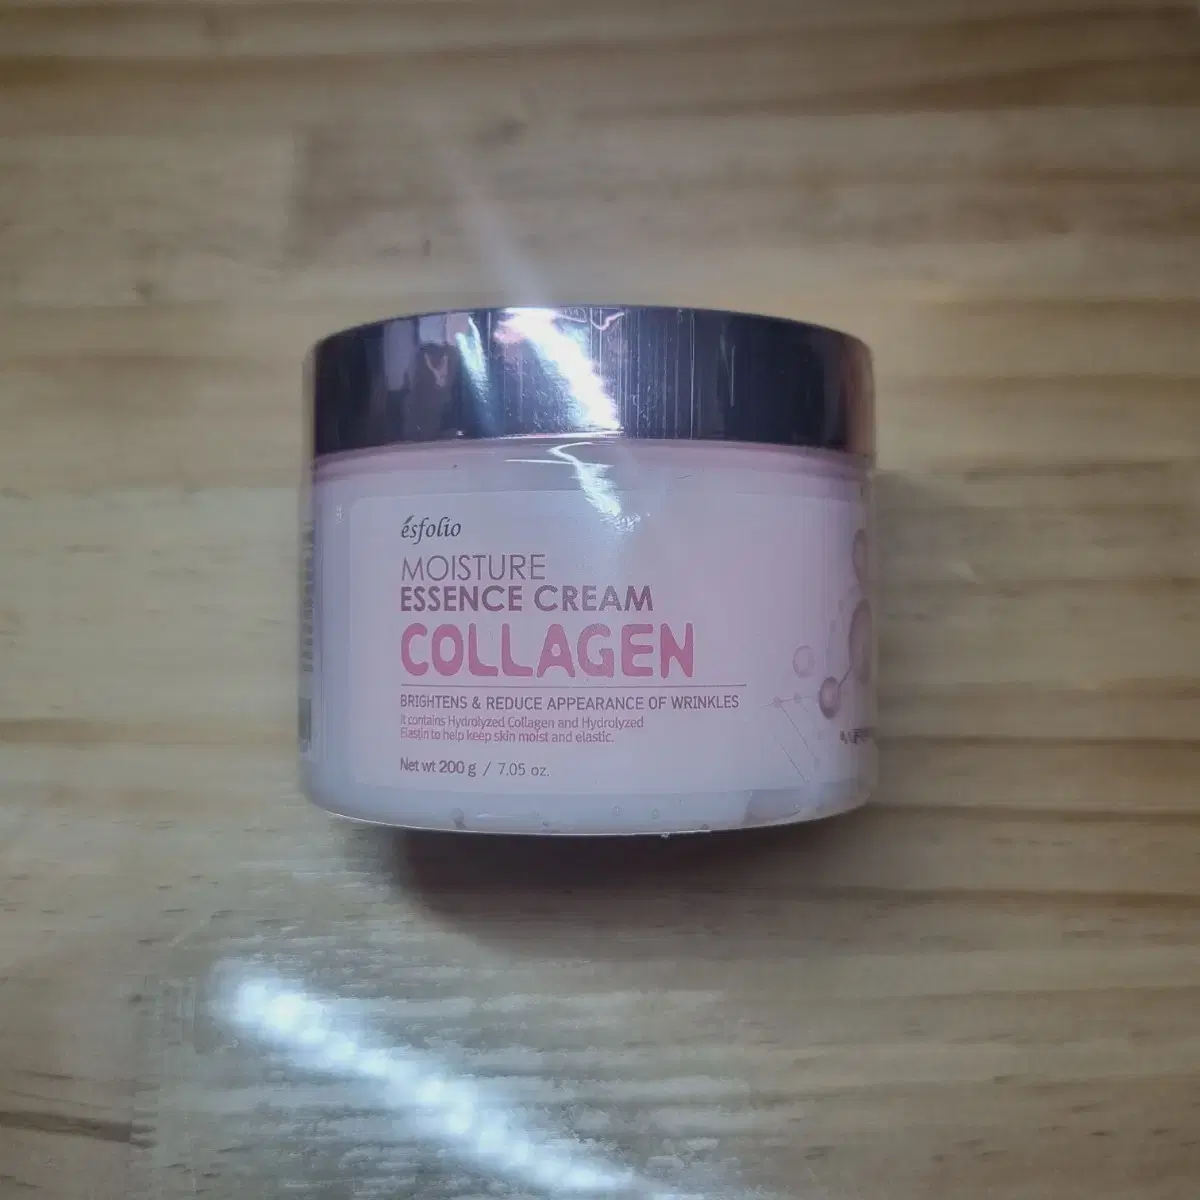 ésfolio
MOISTURE
ESSENCE CREAM
COLLAGEN
BRIGHTENS & REDUCE APPEARANCE OF WRINKLES
It contains Hydrolyzed Collagen and Hydrolyzed
Elastin to help keep skin moist and elastic.
Net wt 200 g / 7.05 oz.